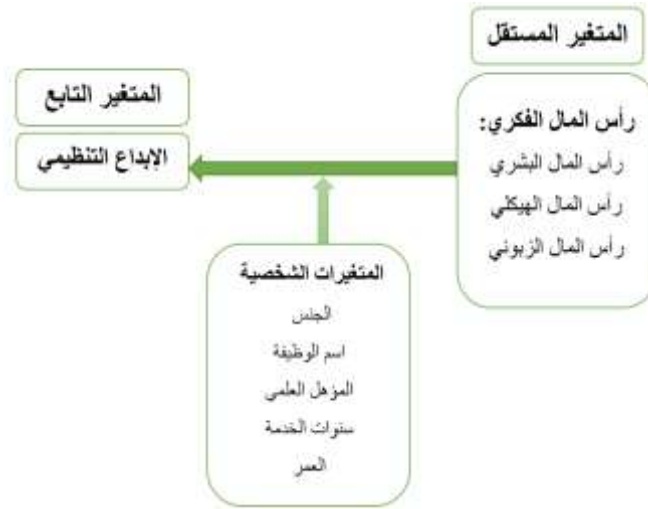 المتغير المستقل
رأس المال الفكري:
رأس المال البشري
رأس المال الهيكلي
رأس المال الزبوني
المتغير التابع
الإبداع التنظيمي
المتغيرات الشخصية
الجنس
اسم الوظيفة
المؤهل العلمي
سنوات الخدمة
العمر